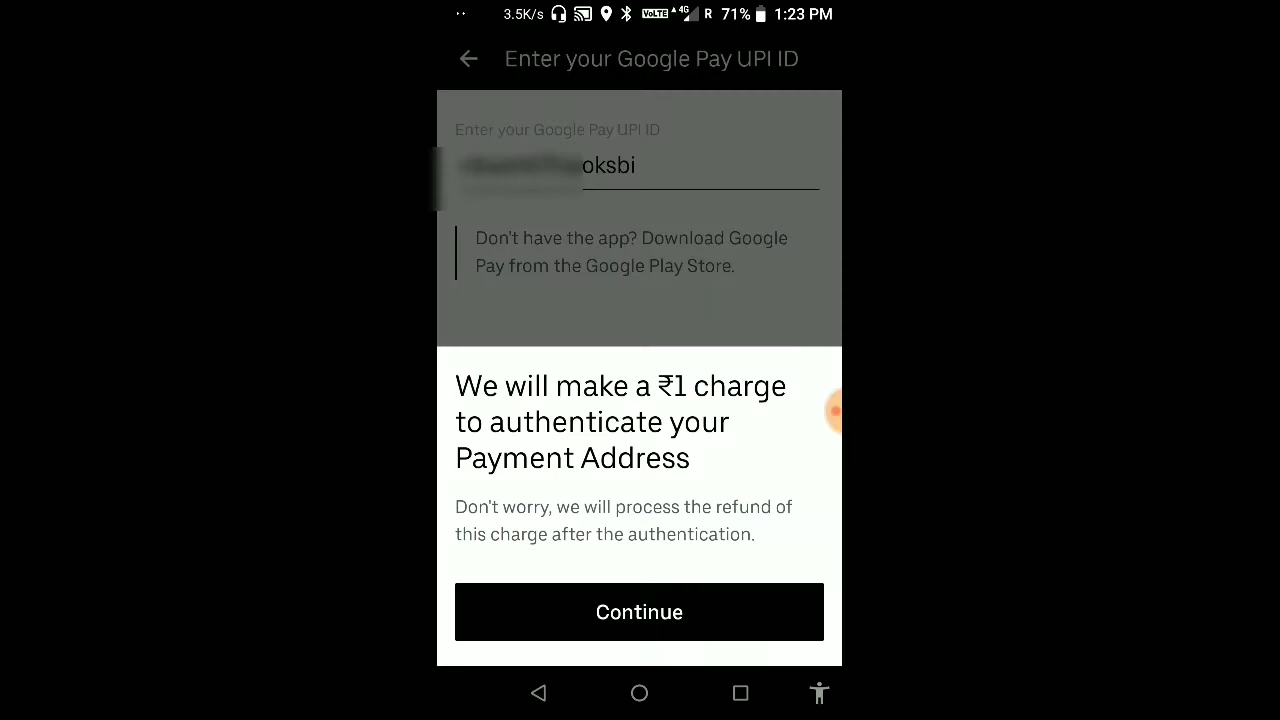 3.5K/s VoLTE 4G R 71% 1:23 PM
Enter your Google Pay UPI ID
Enter your Google Pay UPI ID
oksbi
Don't have the app? Download Google
Pay from the Google Play Store.
We will make a ₹1 charge
to authenticate your
Payment Address
Don't worry, we will process the refund of
this charge after the authentication.
Continue